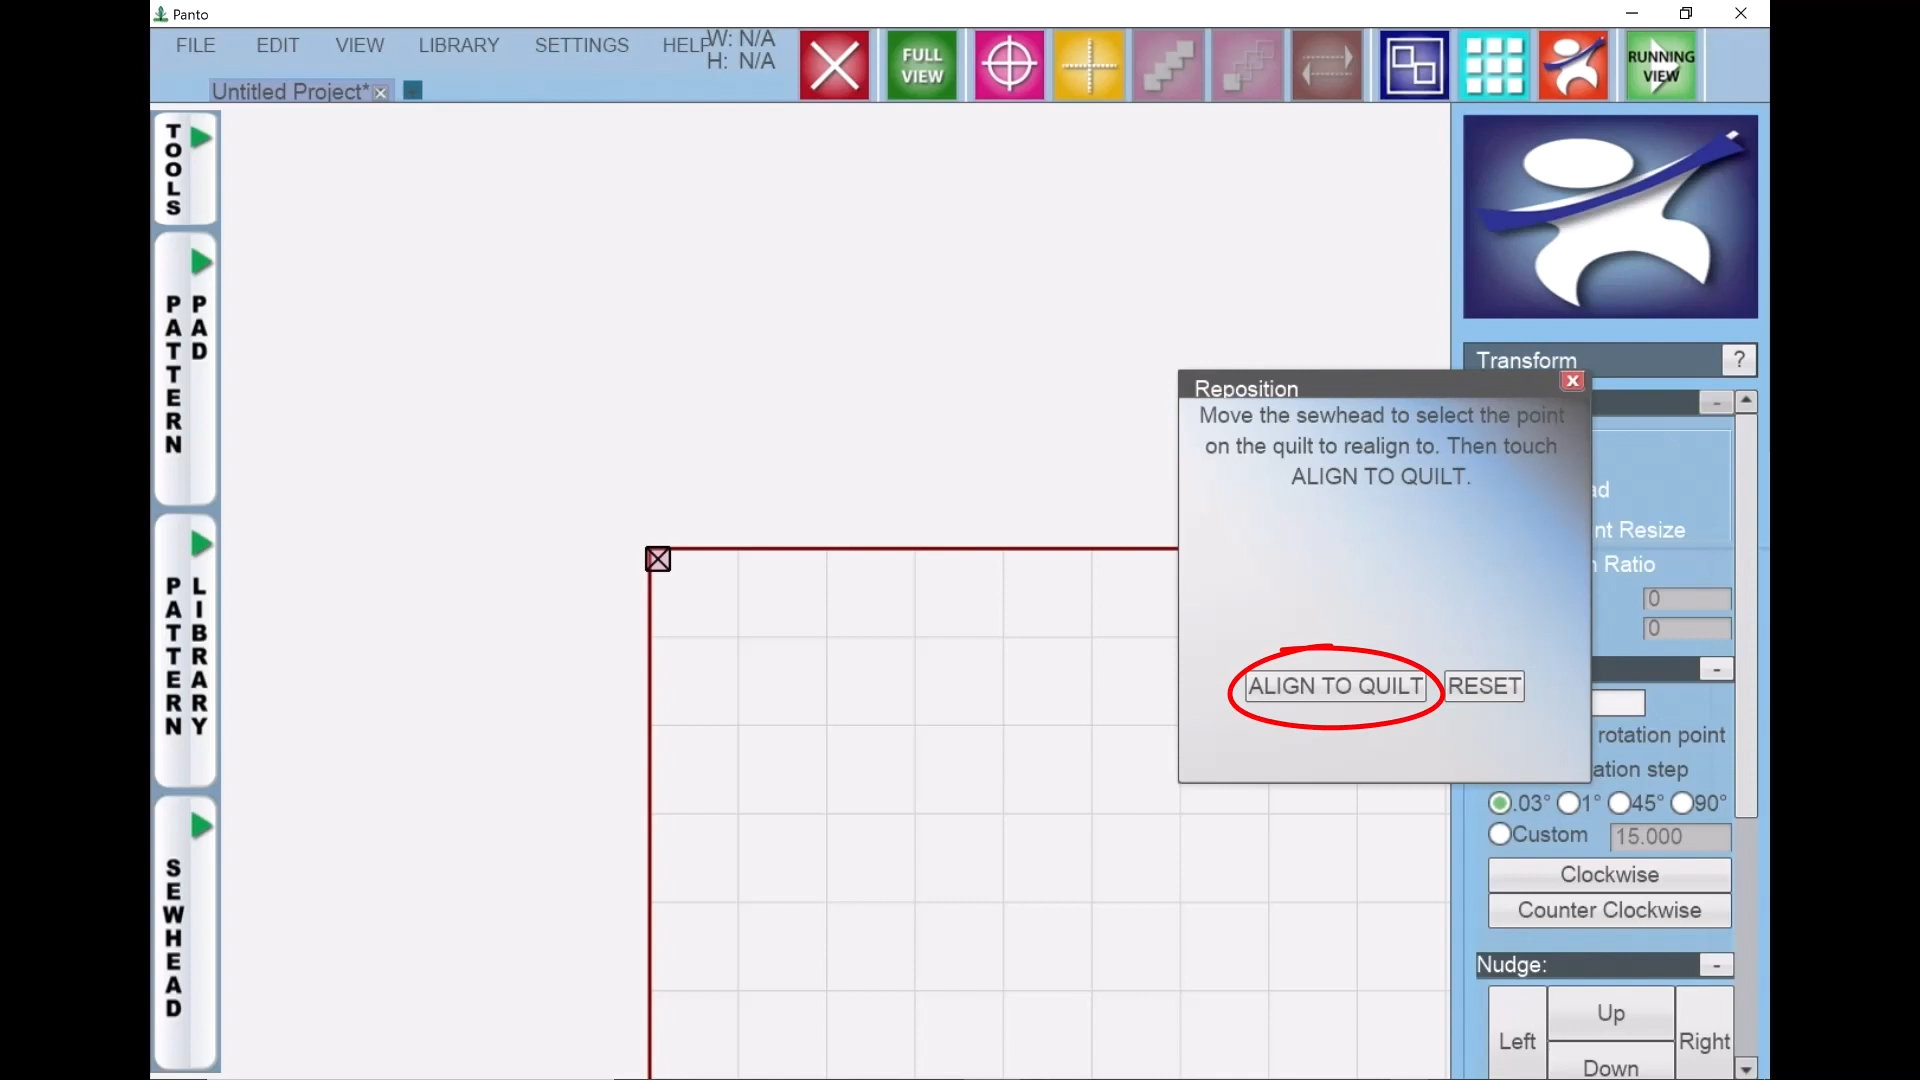 Panto
FILE EDIT VIEW LIBRARY SETTINGS HELP
W: N/A
H: N/A
FULL VIEW
RUNNING VIEW
Untitled Project*
TOOLS
PATTERN PAD
PATTERN LIBRARY
SEWHEAD
Transform ?
Reposition
Move the sewhead to select the point
on the quilt to realign to. Then touch
ALIGN TO QUILT.
ALIGN TO QUILT RESET
nt Resize
Ratio
0
0
rotation point
ation step
.03° 1° 45° 90°
Custom 15.000
Clockwise
Counter Clockwise
Nudge: -
Up
Left Right
Down